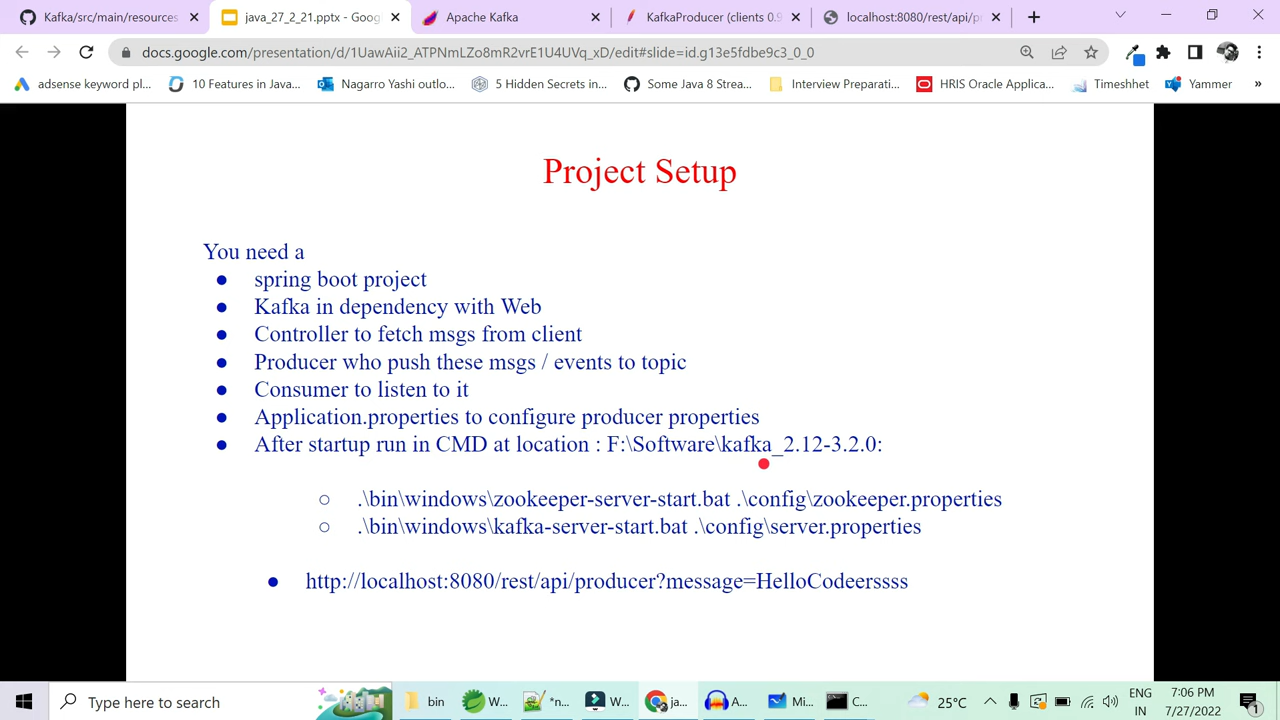 Kafka/src/main/resources
java_27_2_21.pptx - Goog
Apache Kafka
KafkaProducer (clients 0.9
localhost:8080/rest/api/pr
docs.google.com/presentation/d/1UawAii2_ATPNmLZo8mR2vrE1U4UVq_xD/edit#slide=id.g13e5fdbe9c3_0_0
adsense keyword pl...
10 Features in Java...
Nagarro Yashi outlo...
5 Hidden Secrets in...
Some Java 8 Strea...
Interview Preparati...
HRIS Oracle Applica...
Timeshhet
Yammer
»
Project Setup
You need a
● spring boot project
● Kafka in dependency with Web
● Controller to fetch msgs from client
● Producer who push these msgs / events to topic
● Consumer to listen to it
● Application.properties to configure producer properties
● After startup run in CMD at location : F:\Software\kafka_2.12-3.2.0:
○ .\bin\windows\zookeeper-server-start.bat .\config\zookeeper.properties
○ .\bin\windows\kafka-server-start.bat .\config\server.properties
● http://localhost:8080/rest/api/producer?message=HelloCodeerssss
Type here to search
bin
W...
*n...
W...
ja...
A...
Mi...
C...
25°C
ENG
IN
7:06 PM
7/27/2022
1